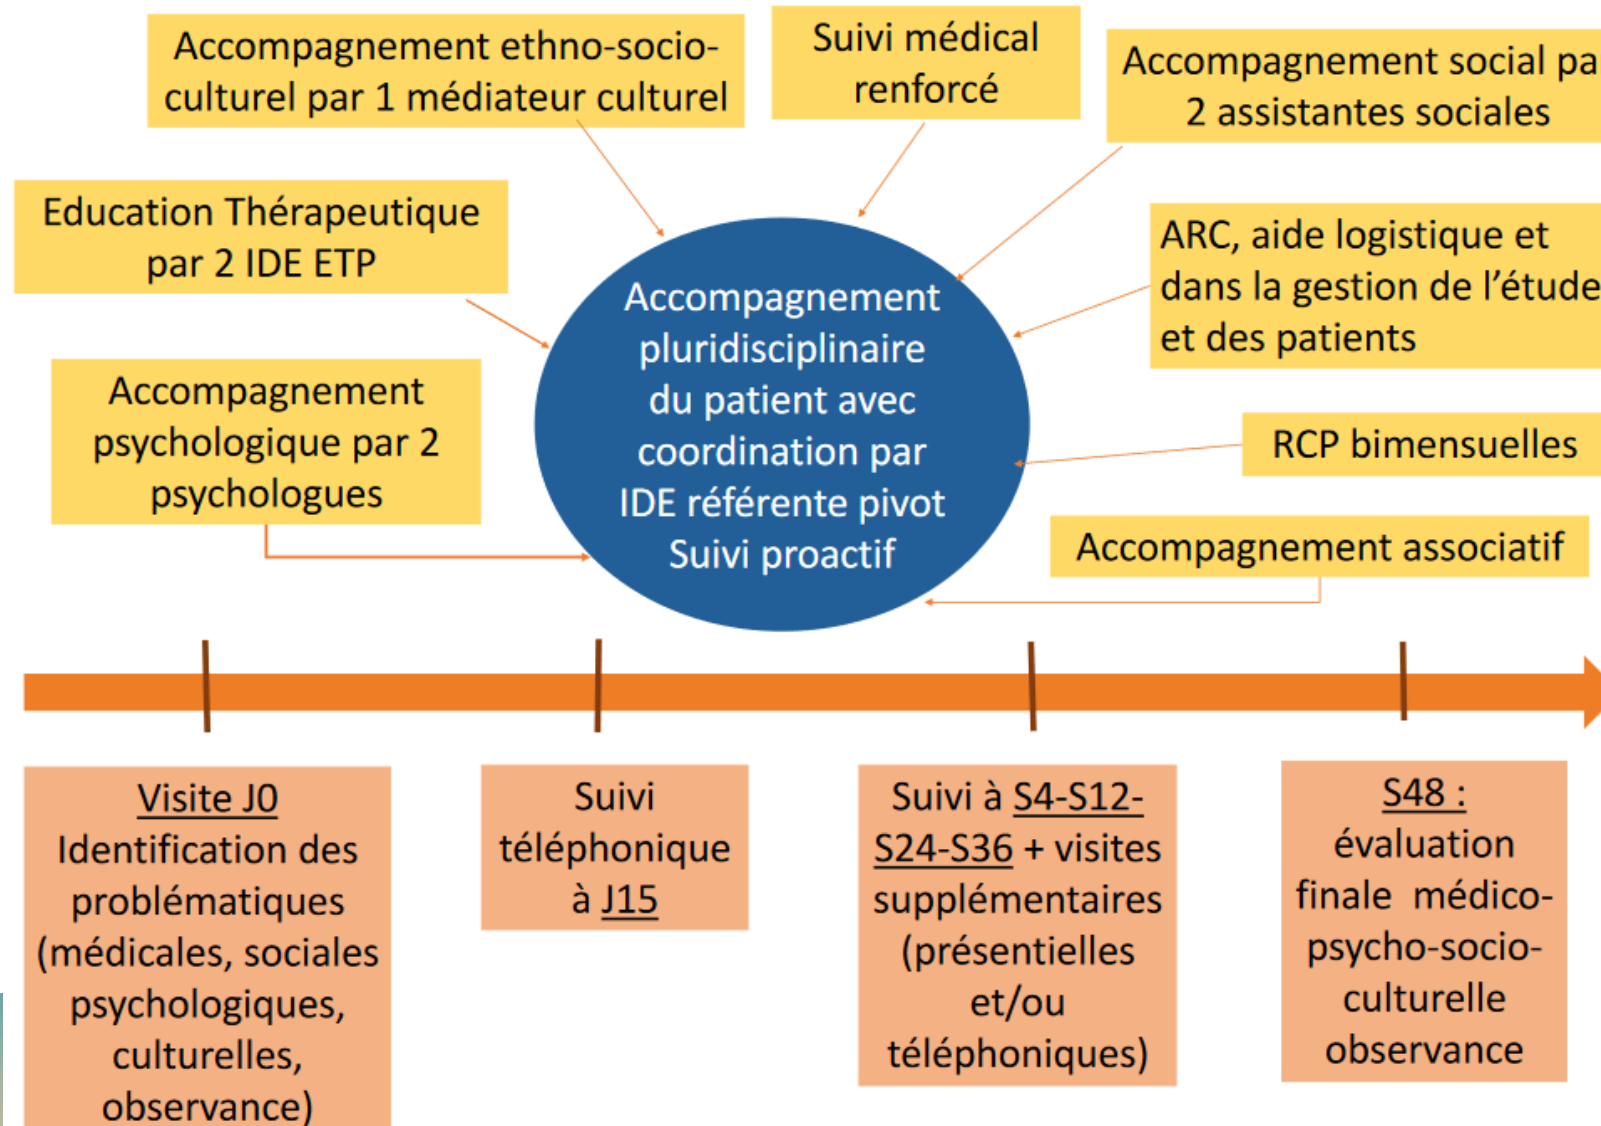 Accompagnement ethno-socio-
culturel par 1 médiateur culturel
Suivi médical
renforcé
Accompagnement social pa
2 assistantes sociales
Education Thérapeutique
par 2 IDE ETP
ARC, aide logistique et
dans la gestion de l'étude
et des patients
Accompagnement
psychologique par 2
psychologues
Accompagnement
pluridisciplinaire
du patient avec
coordination par
IDE référente pivot
Suivi proactif
RCP bimensuelles
Accompagnement associatif
Visite J0
Identification des
problématiques
(médicales, sociales
psychologiques,
culturelles,
observance)
Suivi
téléphonique
à J15
Suivi à S4-S12-
S24-S36 + visites
supplémentaires
(présentielles
et/ou
téléphoniques)
S48 :
évaluation
finale médico-
psycho-socio-
culturelle
observance